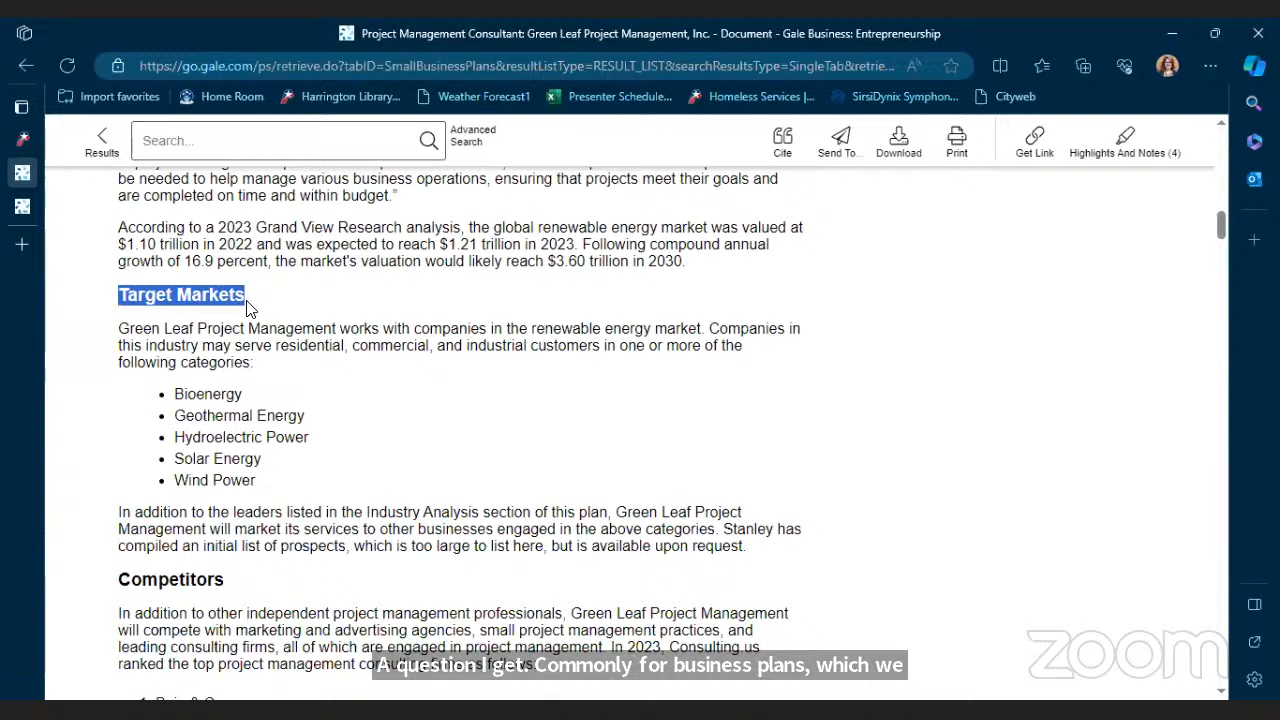 Project Management Consultant: Green Leaf Project Management, Inc. - Document - Gale Business: Entrepreneurship
https://go.gale.com/ps/retrieve.do?tabID=SmallBusinessPlans&resultListType=RESULT_LIST&searchResultsType=SingleTab&retrie...
Import favorites Home Room Harrington Library... Weather Forecast1 Presenter Schedule... Homeless Services |... SirsiDynix Symphon... Cityweb
Results Search... Advanced Search Cite Send To... Download Print Get Link Highlights And Notes (4)
be needed to help manage various business operations, ensuring that projects meet their goals and
are completed on time and within budget."
According to a 2023 Grand View Research analysis, the global renewable energy market was valued at
$1.10 trillion in 2022 and was expected to reach $1.21 trillion in 2023. Following compound annual
growth of 16.9 percent, the market's valuation would likely reach $3.60 trillion in 2030.
Target Markets
Green Leaf Project Management works with companies in the renewable energy market. Companies in
this industry may serve residential, commercial, and industrial customers in one or more of the
following categories:
• Bioenergy
• Geothermal Energy
• Hydroelectric Power
• Solar Energy
• Wind Power
In addition to the leaders listed in the Industry Analysis section of this plan, Green Leaf Project
Management will market its services to other businesses engaged in the above categories. Stanley has
compiled an initial list of prospects, which is too large to list here, but is available upon request.
Competitors
In addition to other independent project management professionals, Green Leaf Project Management
will compete with marketing and advertising agencies, small project management practices, and
leading consulting firms, all of which are engaged in project management. In 2023, Consulting.us
ranked the top project management
A question I get. Commonly for business plans, which we
zoom